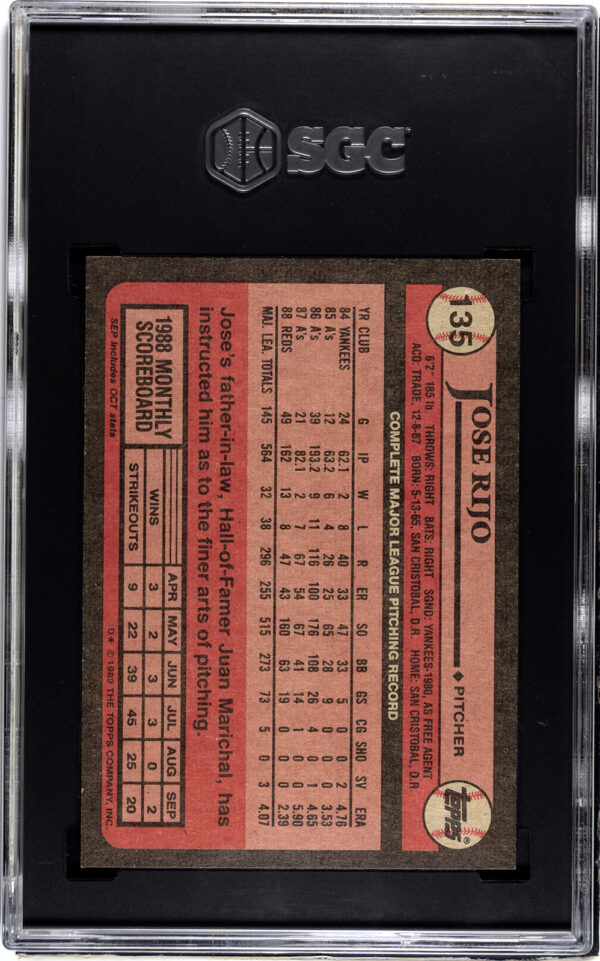 SGC
135
JOSE RIJO
◆ PITCHER
TOPPS®
6'2" 185 lb. THROWS: RIGHT BATS: RIGHT SGND: YANKEES-1980, AS FREE AGENT
ACQ: TRADE, 12-8-87 BORN: 5-13-65, SAN CRISTOBAL, D.R. HOME: SAN CRISTOBAL, D.R
COMPLETE MAJOR LEAGUE PITCHING RECORD
YR CLUB G IP W L R ER SO BB GS CG SHO SV ERA
84 YANKEES 24 62.1 2 8 40 33 47 33 5 0 0 2 4.76
85 A's 12 63.2 6 4 26 25 65 28 9 0 0 0 3.53
86 A's 39 193.2 9 11 116 100 176 108 26 4 0 1 4.65
87 A's 21 82.1 2 7 67 54 67 41 14 1 0 0 5.90
88 REDS 49 162 13 8 47 43 160 63 19 0 0 0 2.39
MAJ. LEA. TOTALS 145 564 32 38 296 255 515 273 73 5 0 3 4.07
Jose's father-in-law, Hall-of-Famer Juan Marichal, has
instructed him as to the finer arts of pitching.
1988 MONTHLY
SCOREBOARD
APR MAY JUN JUL AUG SEP
WINS 3 2 3 3 0 2
STRIKEOUTS 9 22 39 45 25 20
SEP includes OCT stats
D* © 1989 THE TOPPS COMPANY, INC.